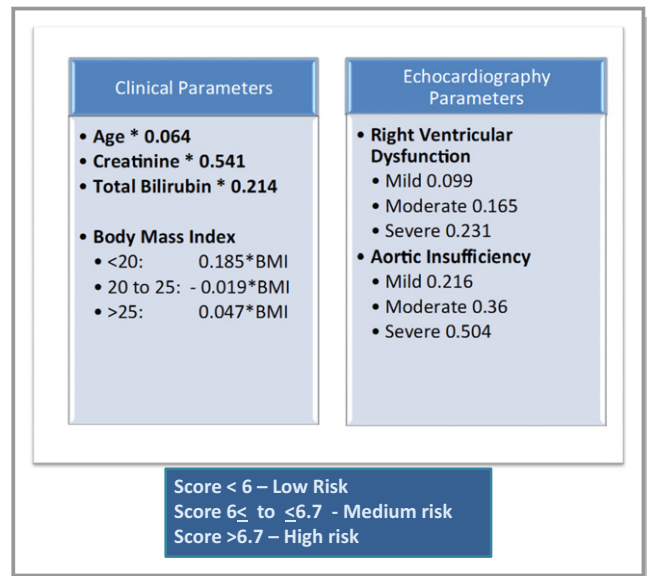 Clinical Parameters
• Age * 0.064
• Creatinine * 0.541
• Total Bilirubin * 0.214
• Body Mass Index
• <20: 0.185*BMI
• 20 to 25: - 0.019*BMI
• >25: 0.047*BMI
Echocardiography
Parameters
• Right Ventricular
Dysfunction
• Mild 0.099
• Moderate 0.165
• Severe 0.231
• Aortic Insufficiency
• Mild 0.216
• Moderate 0.36
• Severe 0.504
Score < 6 – Low Risk
Score 6≤ to ≤6.7 - Medium risk
Score >6.7 – High risk